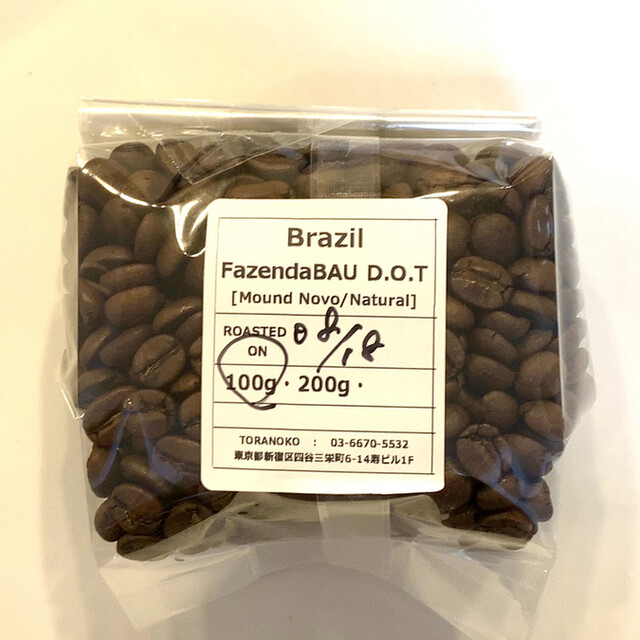 Brazil
FazendaBAU D.O.T
[Mound Novo/Natural]
ROASTED ON 08/18
100g・200g・
TORANOKO : 03-6670-5532
東京都新宿区四谷三栄町6-14寿ビル1F